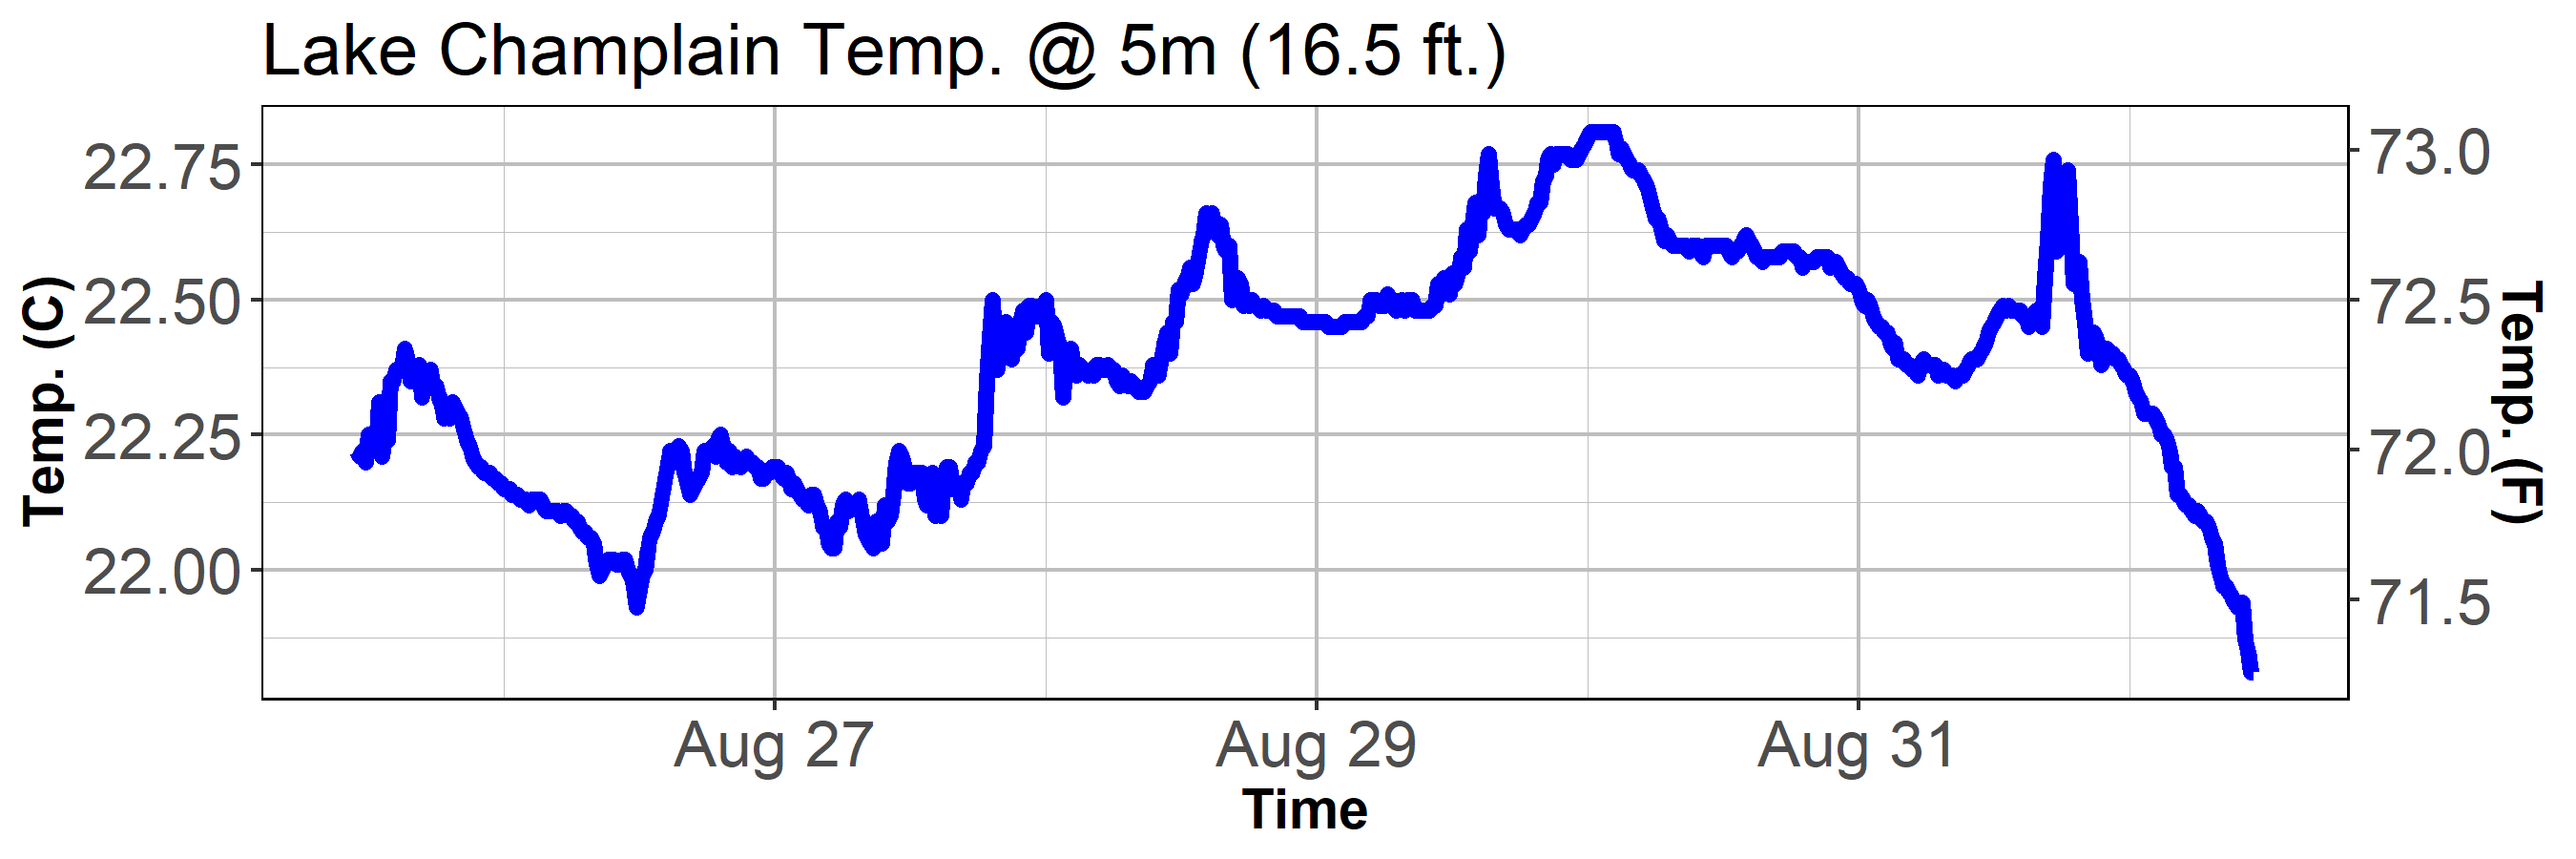 Lake Champlain Temp. @ 5m (16.5 ft.)
Temp. (C)
22.75
22.50
22.25
22.00
73.0
72.5
72.0
71.5
Temp. (F)
Aug 27
Aug 29
Aug 31
Time